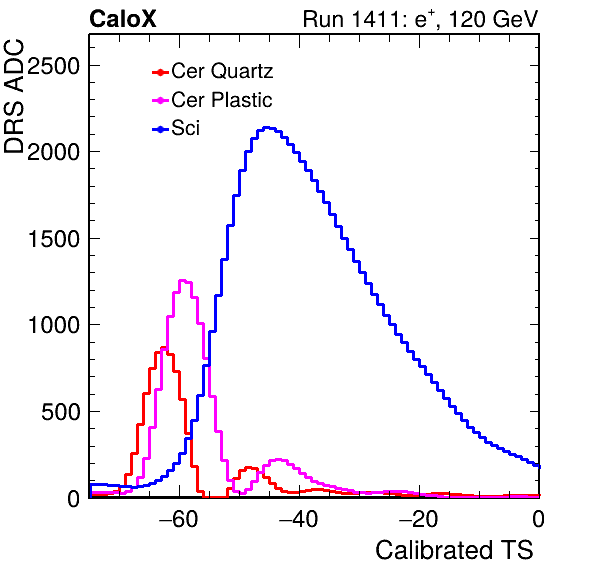 CaloX Run 1411: e⁺, 120 GeV
DRS ADC
2500
2000
1500
1000
500
0
Cer Quartz
Cer Plastic
Sci
−60 −40 −20 0
Calibrated TS